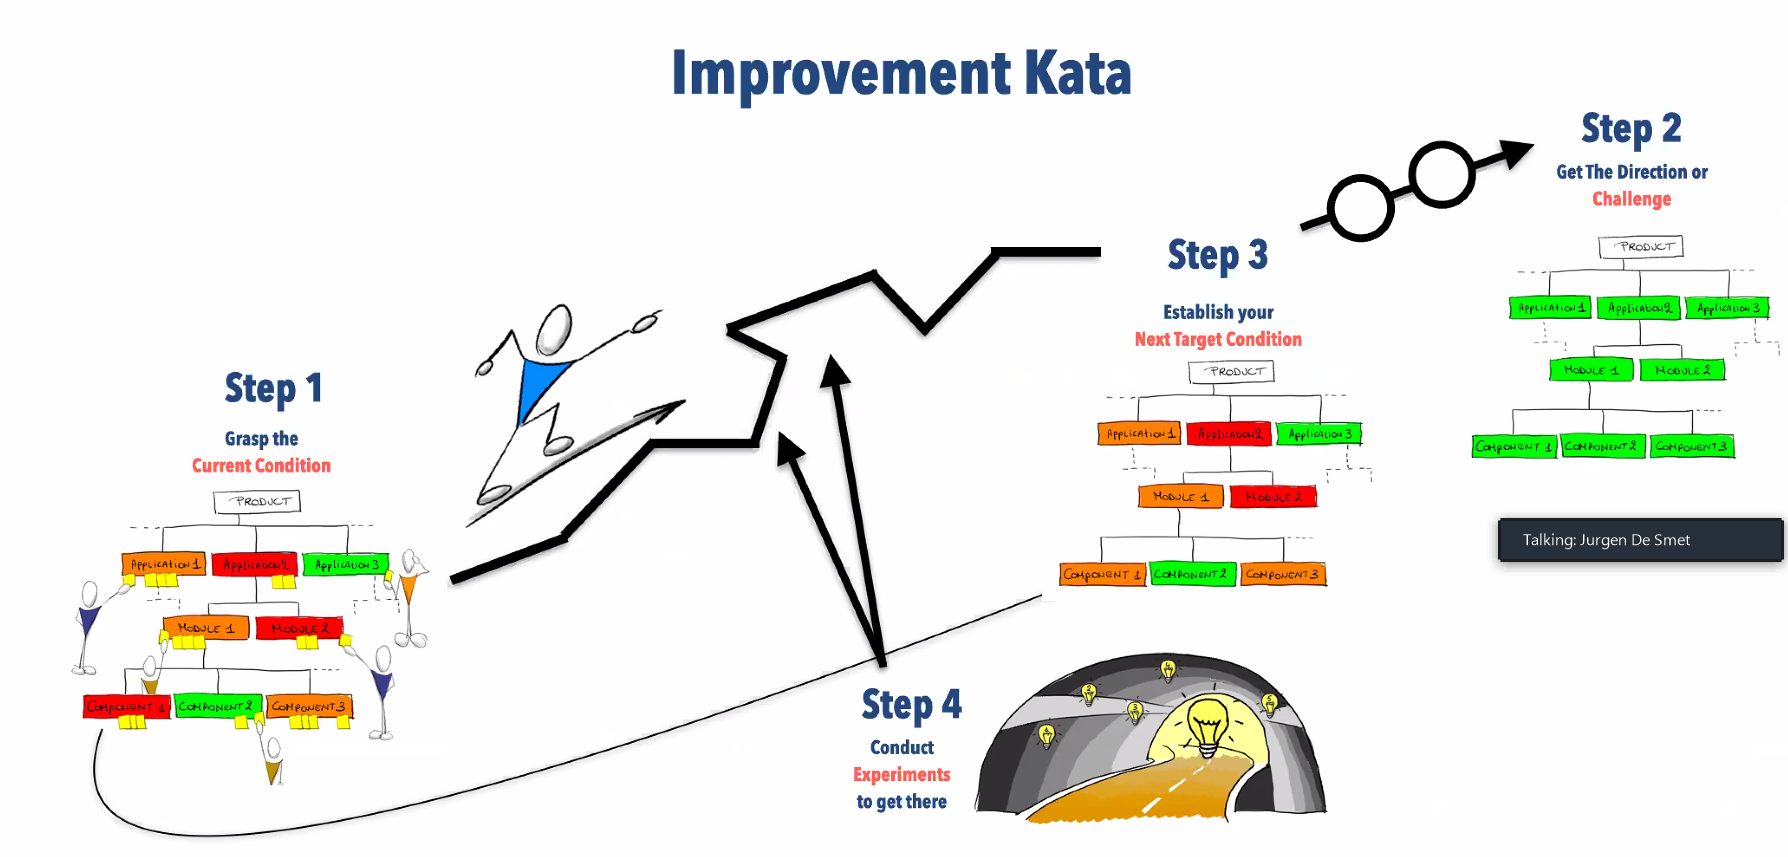 Improvement Kata
Step 1
Grasp the
Current Condition
PRODUCT
APPLICATION 1
APPLICATION 2
APPLICATION 3
MODULE 1
MODULE 2
COMPONENT 1
COMPONENT 2
COMPONENT 3
Step 2
Get The Direction or
Challenge
PRODUCT
APPLICATION 1
APPLICATION 2
APPLICATION 3
MODULE 1
MODULE 2
COMPONENT 1
COMPONENT 2
COMPONENT 3
Step 3
Establish your
Next Target Condition
PRODUCT
APPLICATION 1
APPLICATION 2
APPLICATION 3
MODULE 1
MODULE 2
COMPONENT 1
COMPONENT 2
COMPONENT 3
Talking: Jurgen De Smet
Step 4
Conduct
Experiments
to get there
2
3
5